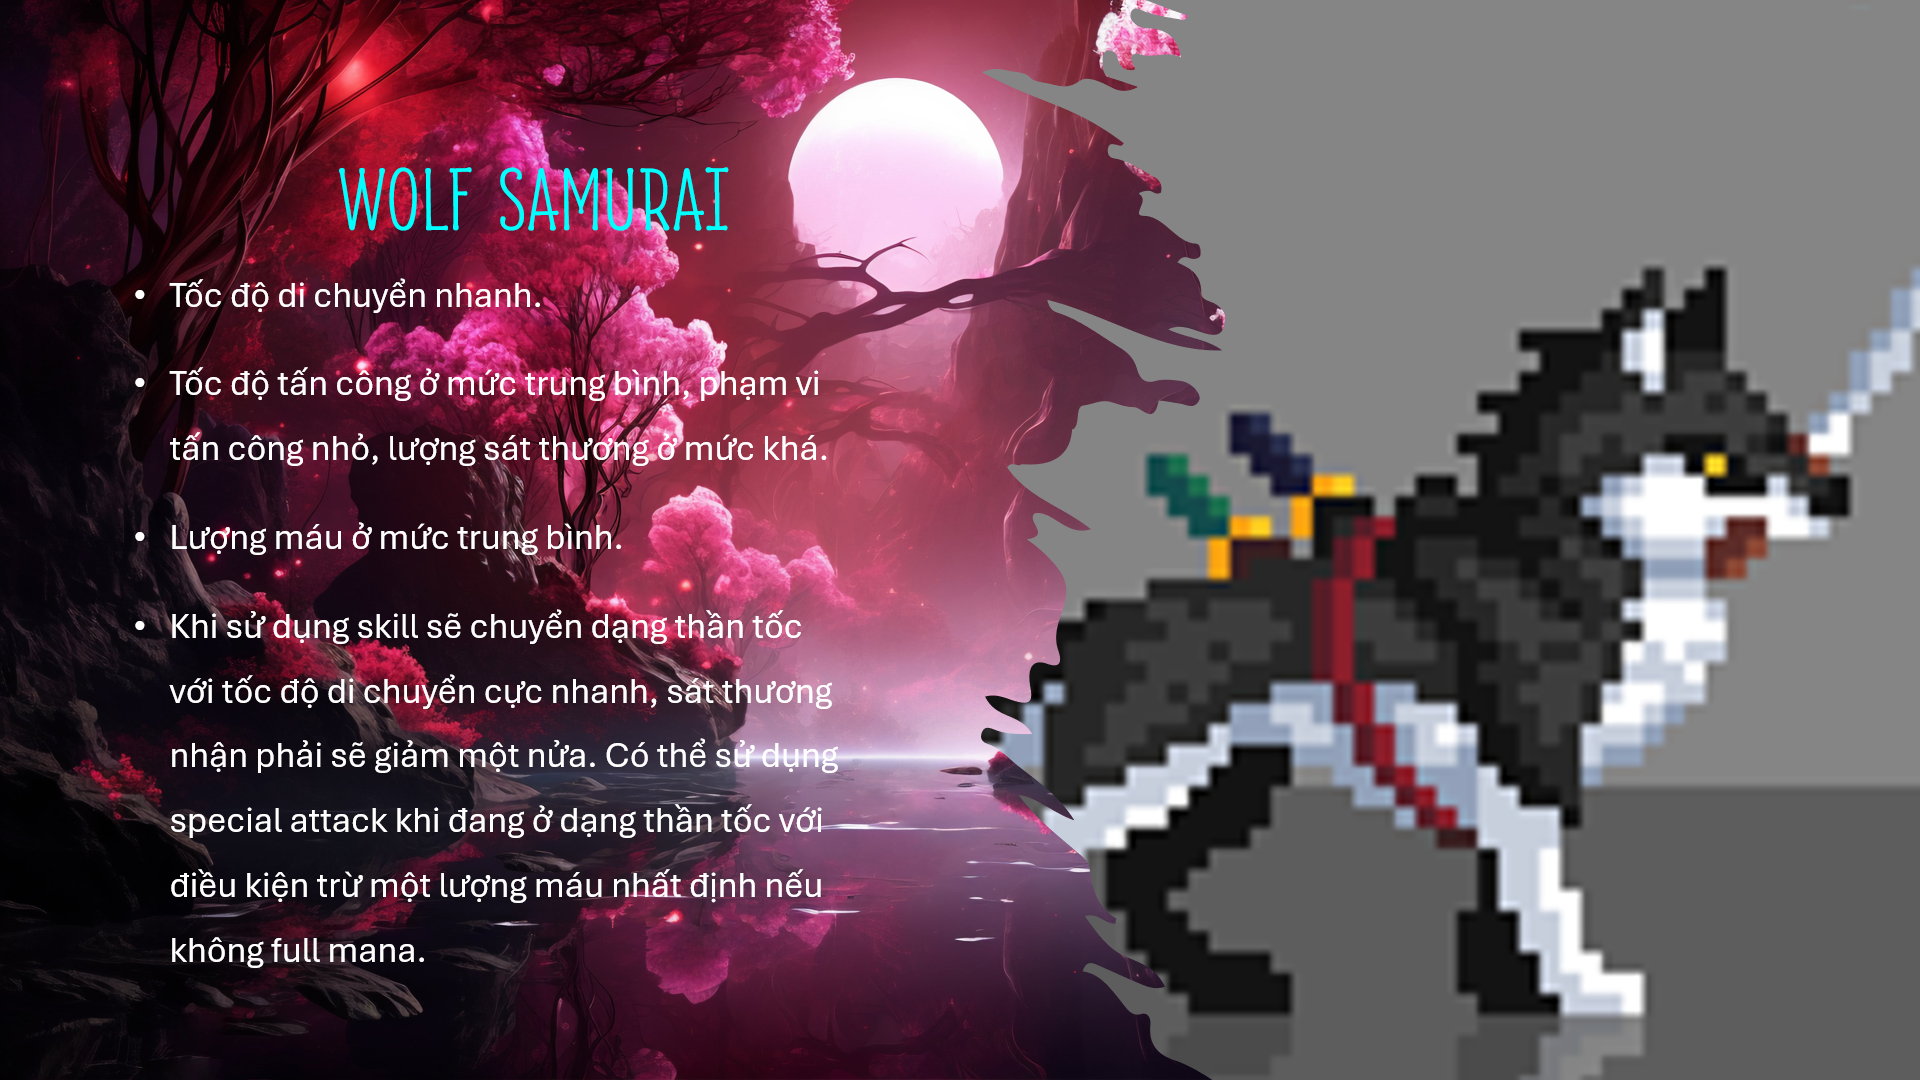 WOLF SAMURAI
• Tốc độ di chuyển nhanh.
• Tốc độ tấn công ở mức trung bình, phạm vi
tấn công nhỏ, lượng sát thương ở mức khá.
• Lượng máu ở mức trung bình.
• Khi sử dụng skill sẽ chuyển dạng thần tốc
với tốc độ di chuyển cực nhanh, sát thương
nhận phải sẽ giảm một nửa. Có thể sử dụng
special attack khi đang ở dạng thần tốc với
điều kiện trừ một lượng máu nhất định nếu
không full mana.